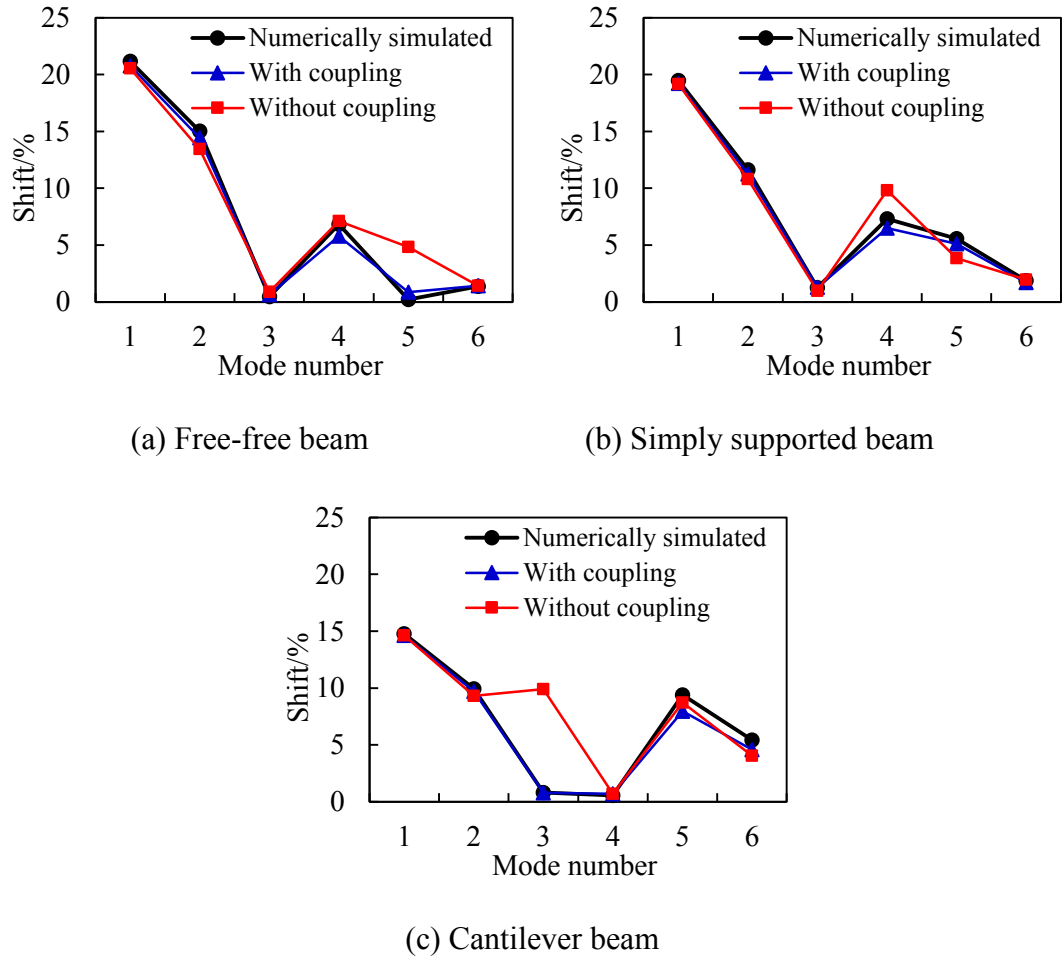 25
20
15
10
5
0
Shift/%
Numerically simulated
With coupling
Without coupling
1 2 3 4 5 6
Mode number
(a) Free-free beam
25
20
15
10
5
0
Shift/%
Numerically simulated
With coupling
Without coupling
1 2 3 4 5 6
Mode number
(b) Simply supported beam
25
20
15
10
5
0
Shift/%
Numerically simulated
With coupling
Without coupling
1 2 3 4 5 6
Mode number
(c) Cantilever beam